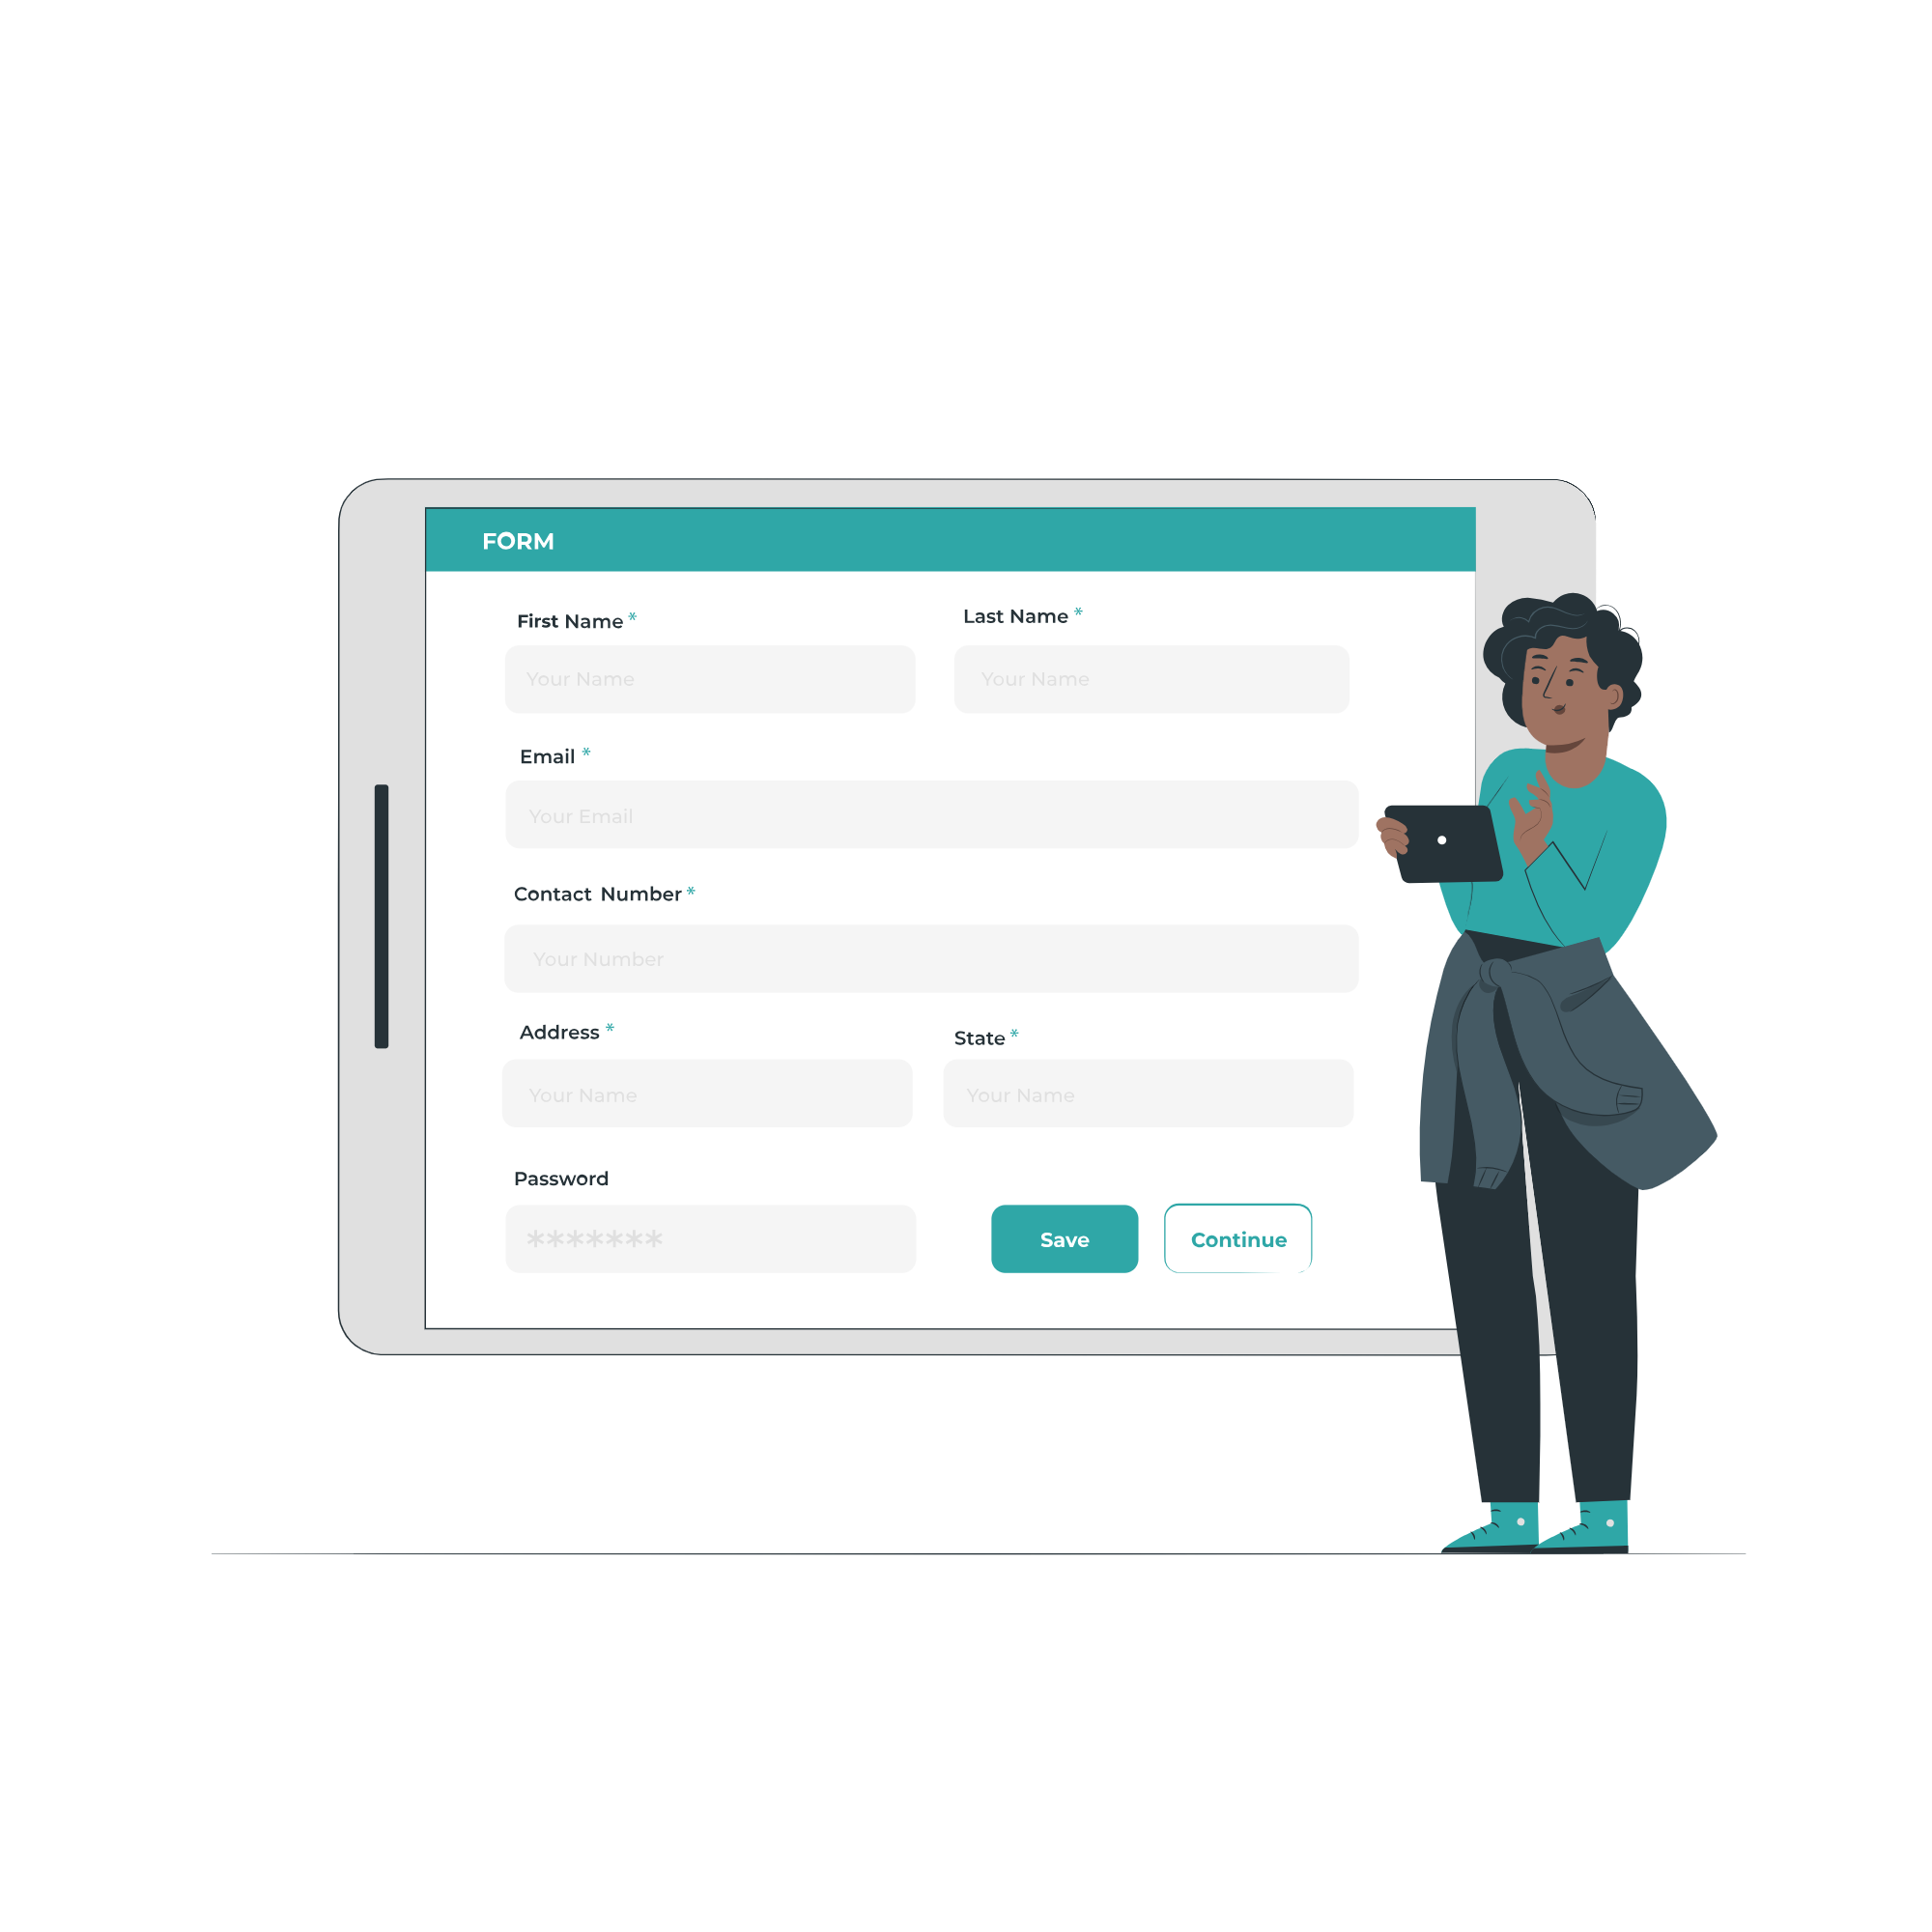 FORM
First Name *
Last Name *
Your Name
Your Name
Email *
Your Email
Contact Number *
Your Number
Address *
State *
Your Name
Your Name
Password
*******
Save
Continue